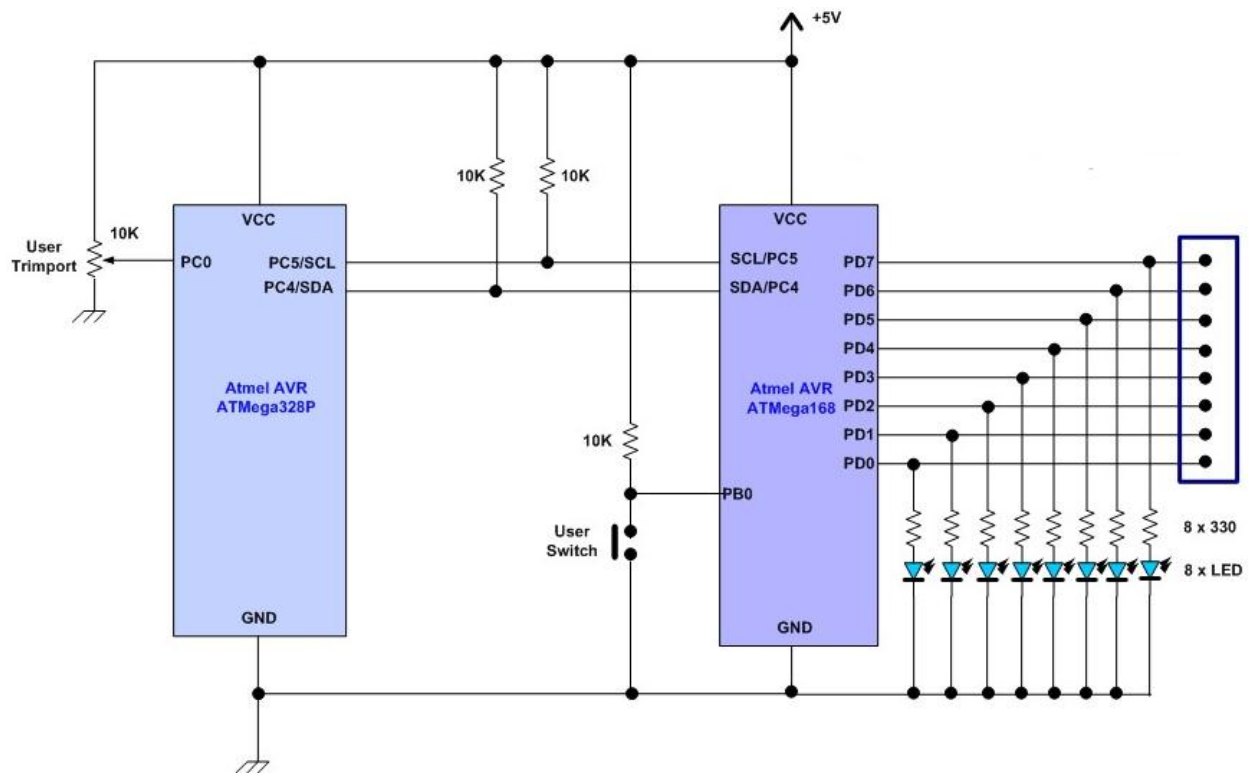 +5V
10K
10K
10K
User
Trimport
VCC
PC0
PC5/SCL
PC4/SDA
Atmel AVR
ATMega328P
GND
VCC
SCL/PC5
SDA/PC4
PD7
PD6
PD5
PD4
PD3
PD2
PD1
PD0
Atmel AVR
ATMega168
PB0
GND
10K
User
Switch
8 x 330
8 x LED